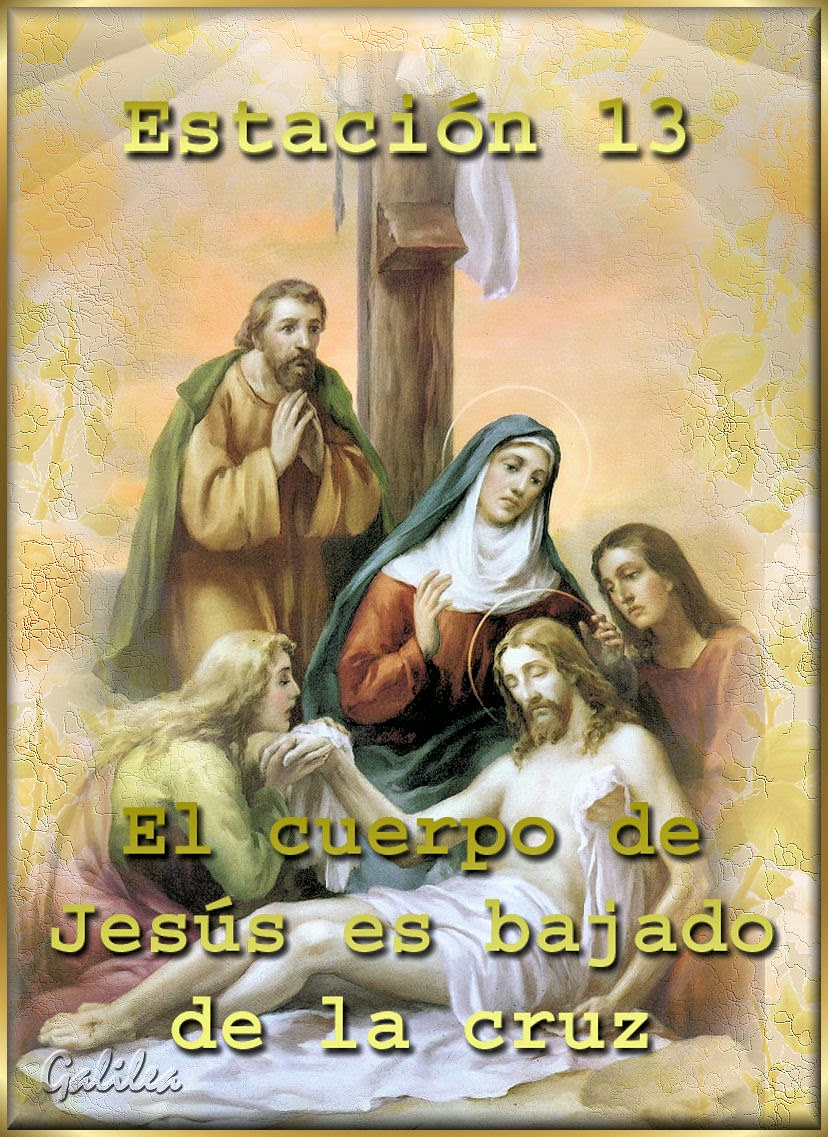 Estación 13
El cuerpo de
Jesús es bajado
de la cruz
Galilea